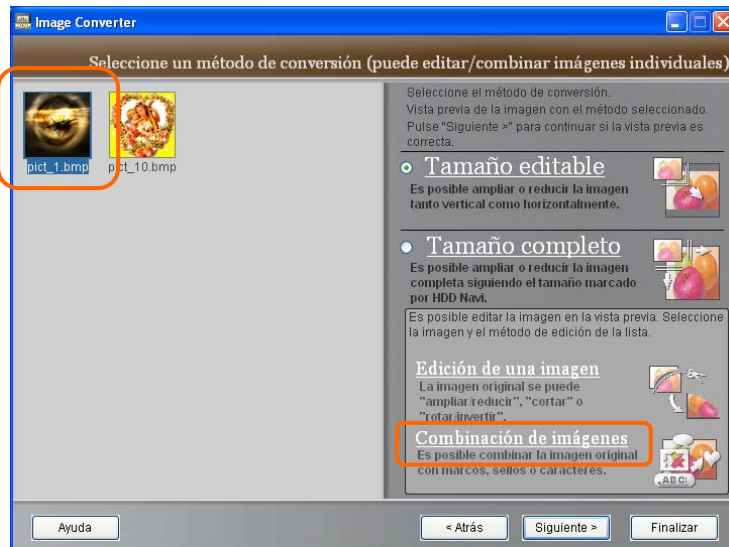 Image Converter
Seleccione un método de conversión (puede editar/combinar imágenes individuales)
pict_1.bmp
pict_10.bmp
Seleccione el método de conversión.
Vista previa de la imagen con el método seleccionado.
Pulse "Siguiente >" para continuar si la vista previa es
correcta.
Tamaño editable
Es posible ampliar o reducir la imagen
tanto vertical como horizontalmente.
Tamaño completo
Es posible ampliar o reducir la imagen
completa siguiendo el tamaño marcado
por HDD Navi.
Es posible editar la imagen en la vista previa. Seleccione
la imagen y el método de edición de la lista.
Edición de una imagen
La imagen original se puede
"ampliar/reducir", "cortar" o
"rotar/invertir".
Combinación de imágenes
Es posible combinar la imagen original
con marcos, sellos o caracteres.
ABC
Ayuda
< Atrás
Siguiente >
Finalizar